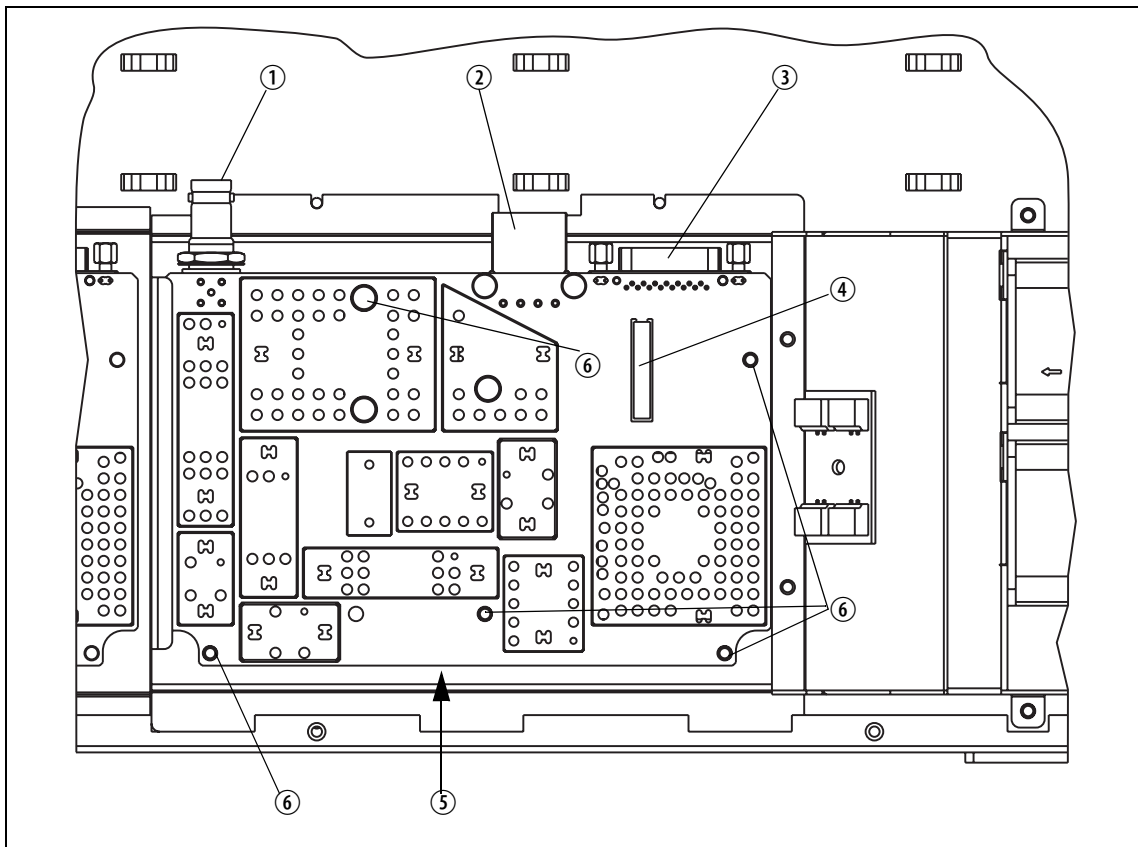 ① ② ③
④
⑥
⑥
⑥ ⑤